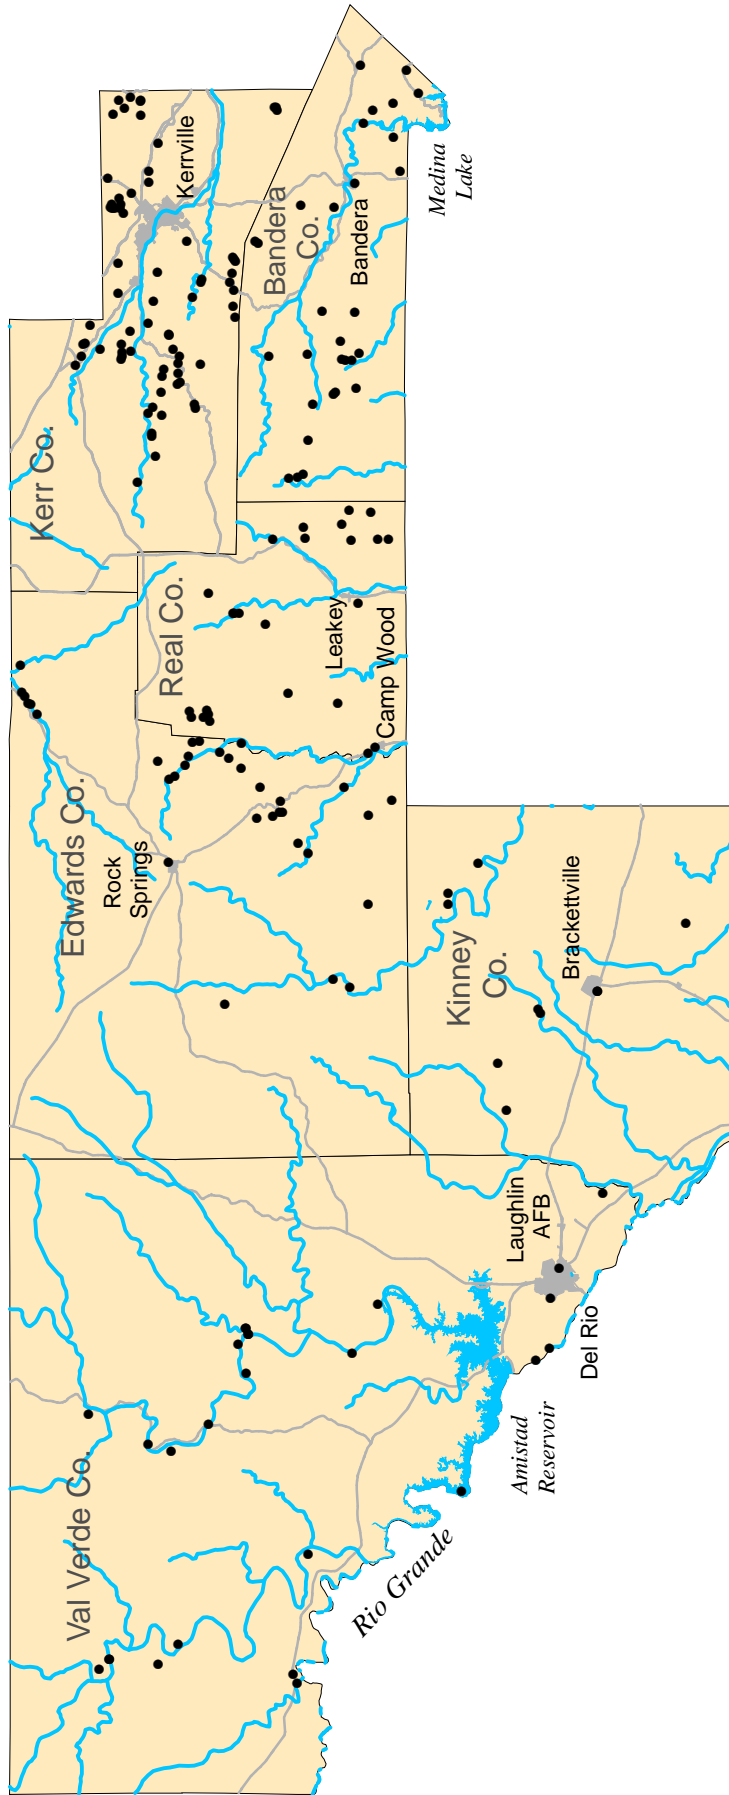 Val Verde Co.
Edwards Co.
Kerr Co.
Rock
Springs
Real Co.
Kerrville
Leakey
Camp Wood
Bandera
Co.
Bandera
Medina
Lake
Kinney
Co.
Brackettville
Laughlin
AFB
Del Rio
Amistad
Reservoir
Rio Grande